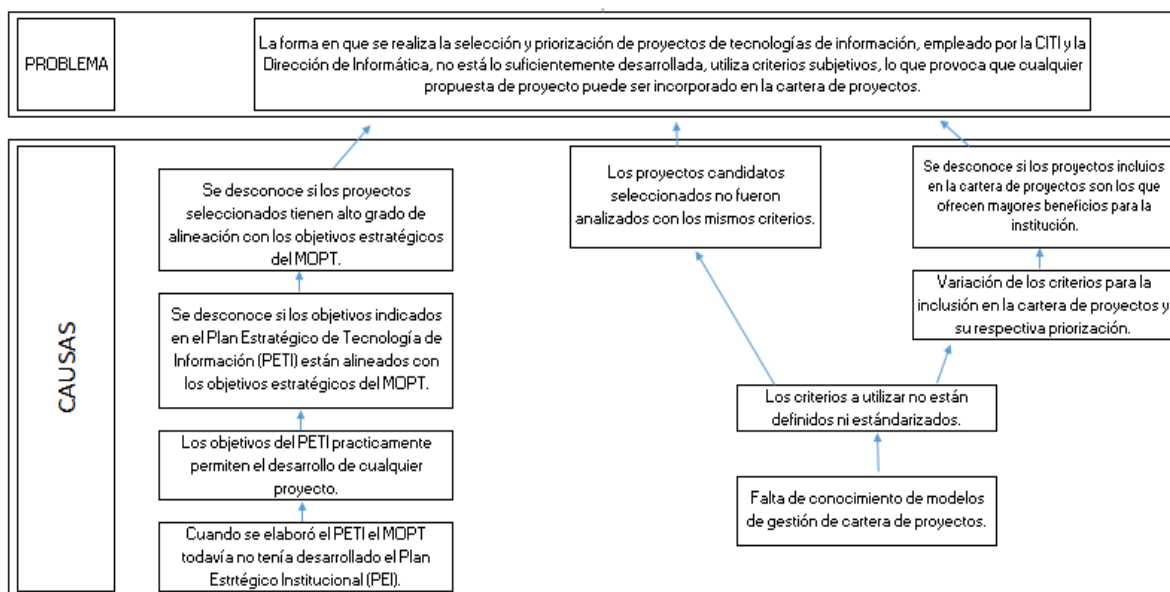 PROBLEMA
La forma en que se realiza la selección y priorización de proyectos de tecnologías de información, empleado por la CITI y la
Dirección de Informática, no está lo suficientemente desarrollada, utiliza criterios subjetivos, lo que provoca que cualquier
propuesta de proyecto puede ser incorporado en la cartera de proyectos.
CAUSAS
Se desconoce si los proyectos
seleccionados tienen alto grado de
alineación con los objetivos estratégicos
del MOPT.
Se desconoce si los objetivos indicados
en el Plan Estratégico de Tecnología de
Información (PETI) están alineados con
los objetivos estratégicos del MOPT.
Los objetivos del PETI practicamente
permiten el desarrollo de cualquier
proyecto.
Cuando se elaboró el PETI el MOPT
todavía no tenía desarrollado el Plan
Estrtégico Institucional (PEI).
Los proyectos candidatos
seleccionados no fueron
analizados con los mismos criterios.
Se desconoce si los proyectos incluios
en la cartera de proyectos son los que
ofrecen mayores beneficios para la
institución.
Variación de los criterios para la
inclusión en la cartera de proyectos y
su respectiva priorización.
Los criterios a utilizar no están
definidos ni estándarizados.
Falta de conocimiento de modelos
de gestión de cartera de proyectos.